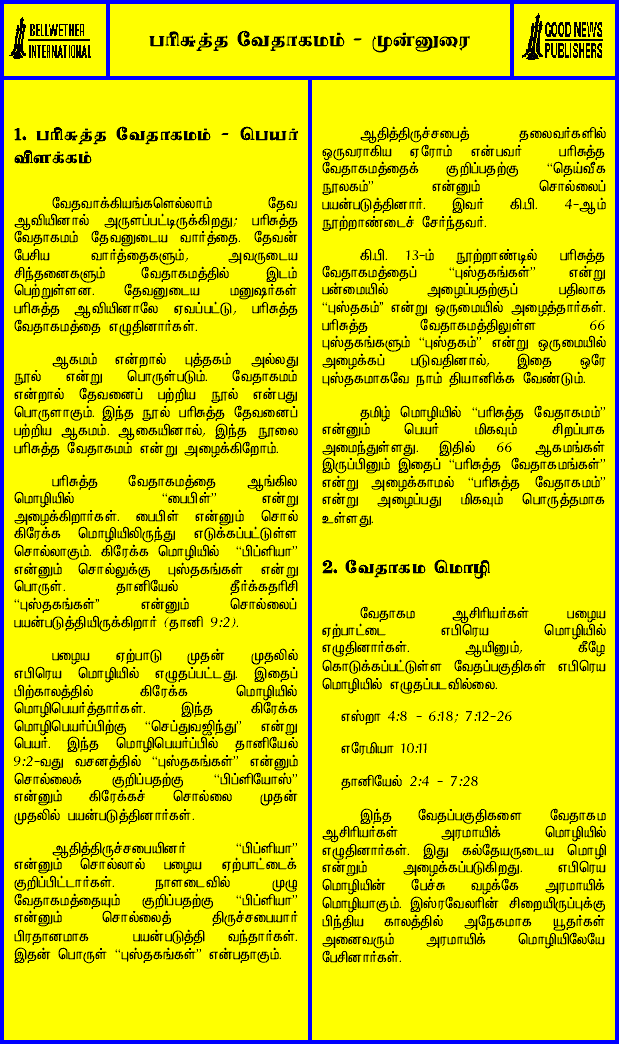 BELLWETHER
INTERNATIONAL
பரிசுத்த வேதாகமம் - முன்னுரை
GOOD NEWS
PUBLISHERS
1. பரிசுத்த வேதாகமம் - பெயர்
விளக்கம்
வேதவாக்கியங்களெல்லாம் தேவ
ஆவியினால் அருளப்பட்டிருக்கிறது; பரிசுத்த
வேதாகமம் தேவனுடைய வார்த்தை. தேவன்
பேசிய வார்த்தைகளும், அவருடைய
சிந்தனைகளும் வேதாகமத்தில் இடம்
பெற்றுள்ளன. தேவனுடைய மனுஷர்கள்
பரிசுத்த ஆவியினாலே ஏவப்பட்டு, பரிசுத்த
வேதாகமத்தை எழுதினார்கள்.
ஆகமம் என்றால் புத்தகம் அல்லது
நூல் என்று பொருள்படும். வேதாகமம்
என்றால் தேவனைப் பற்றிய நூல் என்பது
பொருளாகும். இந்த நூல் பரிசுத்த தேவனைப்
பற்றிய ஆகமம். ஆகையினால், இந்த நூலை
பரிசுத்த வேதாகமம் என்று அழைக்கிறோம்.
பரிசுத்த வேதாகமத்தை ஆங்கில
மொழியில் “பைபிள்” என்று
அழைக்கிறார்கள். பைபிள் என்னும் சொல்
கிரேக்க மொழியிலிருந்து எடுக்கப்பட்டுள்ள
சொல்லாகும். கிரேக்க மொழியில் “பிப்ளியா”
என்னும் சொல்லுக்கு புஸ்தகங்கள் என்று
பொருள். தானியேல் தீர்க்கதரிசி
“புஸ்தகங்கள்” என்னும் சொல்லைப்
பயன்படுத்தியிருக்கிறார் (தானி 9:2).
பழைய ஏற்பாடு முதன் முதலில்
எபிரெய மொழியில் எழுதப்பட்டது. இதைப்
பிற்காலத்தில் கிரேக்க மொழியில்
மொழிபெயர்த்தார்கள். இந்த கிரேக்க
மொழிபெயர்ப்பிற்கு “செப்துவஜிந்து” என்று
பெயர். இந்த மொழிபெயர்ப்பில் தானியேல்
9:2-வது வசனத்தில் “புஸ்தகங்கள்” என்னும்
சொல்லைக் குறிப்பதற்கு “பிப்ளியோஸ்”
என்னும் கிரேக்கச் சொல்லை முதன்
முதலில் பயன்படுத்தினார்கள்.
ஆதித்திருச்சபையினர் “பிப்ளியா”
என்னும் சொல்லால் பழைய ஏற்பாட்டைக்
குறிப்பிட்டார்கள். நாளடைவில் முழு
வேதாகமத்தையும் குறிப்பதற்கு “பிப்ளியா”
என்னும் சொல்லைத் திருச்சபையார்
பிரதானமாக பயன்படுத்தி வந்தார்கள்.
இதன் பொருள் “புஸ்தகங்கள்” என்பதாகும்.
ஆதித்திருச்சபைத் தலைவர்களில்
ஒருவராகிய ஏரோம் என்பவர் பரிசுத்த
வேதாகமத்தைக் குறிப்பதற்கு “தெய்வீக
நூலகம்” என்னும் சொல்லைப்
பயன்படுத்தினார். இவர் கி.பி. 4-ஆம்
நூற்றாண்டைச் சேர்ந்தவர்.
கி.பி. 13-ம் நூற்றாண்டில் பரிசுத்த
வேதாகமத்தைப் “புஸ்தகங்கள்” என்று
பன்மையில் அழைப்பதற்குப் பதிலாக
“புஸ்தகம்” என்று ஒருமையில் அழைத்தார்கள்.
பரிசுத்த வேதாகமத்திலுள்ள 66
புஸ்தகங்களும் “புஸ்தகம்” என்று ஒருமையில்
அழைக்கப் படுவதினால், இதை ஒரே
புஸ்தகமாகவே நாம் தியானிக்க வேண்டும்.
தமிழ் மொழியில் “பரிசுத்த வேதாகமம்”
என்னும் பெயர் மிகவும் சிறப்பாக
அமைந்துள்ளது. இதில் 66 ஆகமங்கள்
இருப்பினும் இதைப் “பரிசுத்த வேதாகமங்கள்”
என்று அழைக்காமல் “பரிசுத்த வேதாகமம்”
என்று அழைப்பது மிகவும் பொருத்தமாக
உள்ளது.
2. வேதாகம மொழி
வேதாகம ஆசிரியர்கள் பழைய
ஏற்பாட்டை எபிரெய மொழியில்
எழுதினார்கள். ஆயினும், கீழே
கொடுக்கப்பட்டுள்ள வேதப்பகுதிகள் எபிரெய
மொழியில் எழுதப்படவில்லை.
எஸ்றா 4:8 - 6:18; 7:12-26
எரேமியா 10:11
தானியேல் 2:4 - 7:28
இந்த வேதப்பகுதிகளை வேதாகம
ஆசிரியர்கள் அரமாயிக் மொழியில்
எழுதினார்கள். இது கல்தேயருடைய மொழி
என்றும் அழைக்கப்படுகிறது. எபிரெய
மொழியின் பேச்சு வழக்கே அரமாயிக்
மொழியாகும். இஸ்ரவேலரின் சிறையிருப்புக்கு
பிந்திய காலத்தில் அநேகமாக யூதர்கள்
அனைவரும் அரமாயிக் மொழியிலேயே
பேசினார்கள்.